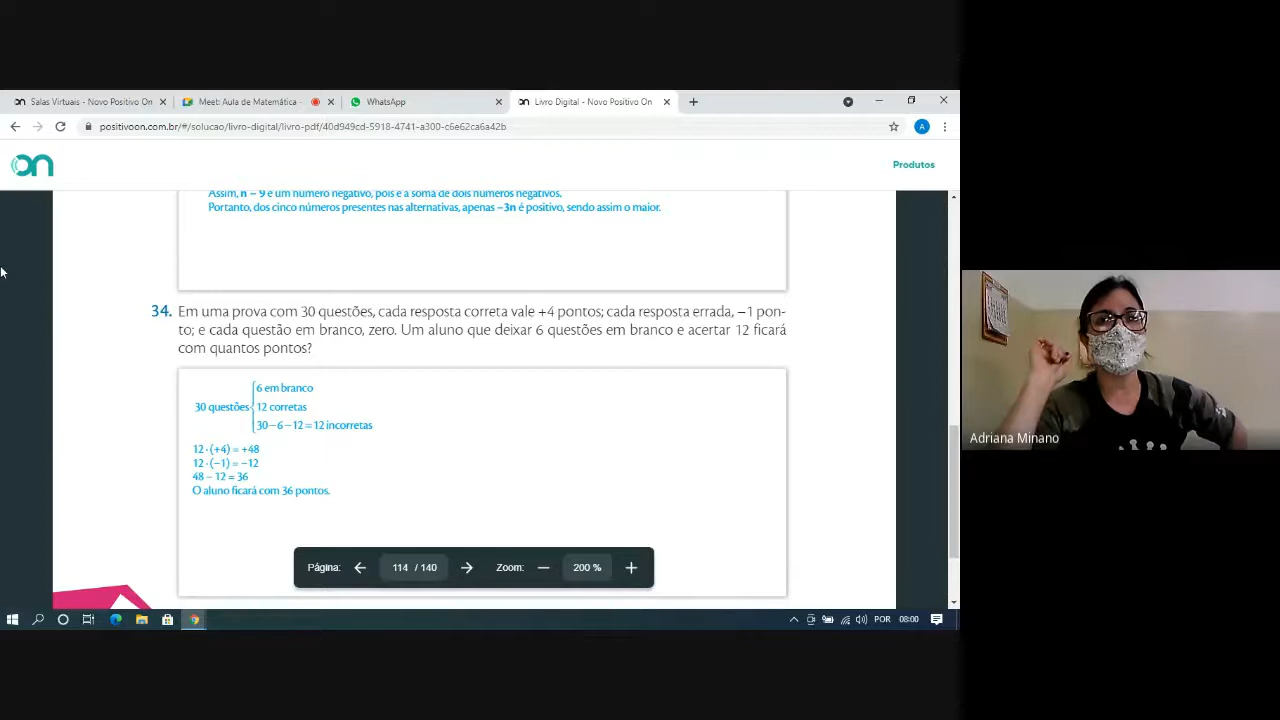 Salas Virtuais - Novo Positivo On
Meet: Aula de Matemática -
WhatsApp
Livro Digital - Novo Positivo On
positivoon.com.br/#/solucao/livro-digital/livro-pdf/40d949cd-5918-4741-a300-c6e62ca6a42b
A
on
Produtos
Assim, n – 9 é um número negativo, pois é a soma de dois números negativos.
Portanto, dos cinco números presentes nas alternativas, apenas –3n é positivo, sendo assim o maior.
34. Em uma prova com 30 questões, cada resposta correta vale +4 pontos; cada resposta errada, –1 pon-
to; e cada questão em branco, zero. Um aluno que deixar 6 questões em branco e acertar 12 ficará
com quantos pontos?
6 em branco
30 questões 12 corretas
30 – 6 – 12 = 12 incorretas
12 · (+4) = +48
12 · (–1) = –12
48 – 12 = 36
O aluno ficará com 36 pontos.
Página: 114 / 140 Zoom: 200 %
POR 08:00
Adriana Minano